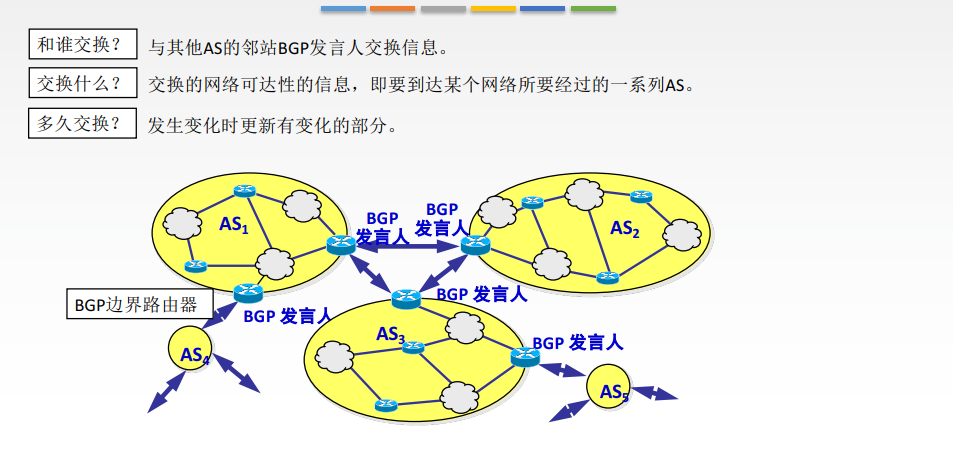 和谁交换？ 与其他AS的邻站BGP发言人交换信息。
交换什么？ 交换的网络可达性的信息，即要到达某个网络所要经过的一系列AS。
多久交换？ 发生变化时更新有变化的部分。
AS1
BGP
发言人
BGP
发言人
AS2
BGP边界路由器
BGP 发言人
BGP 发言人
AS3
BGP 发言人
AS4
AS5